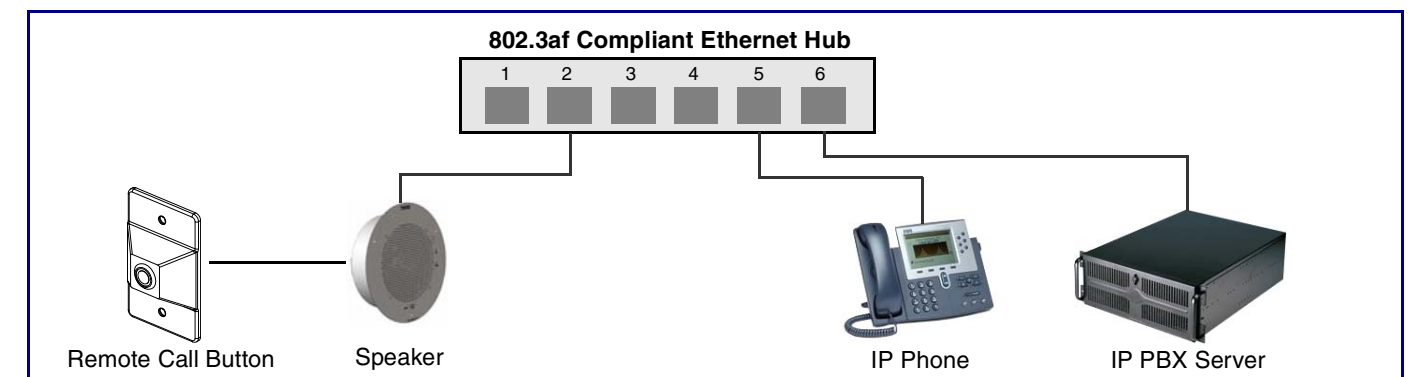 802.3af Compliant Ethernet Hub
1 2 3 4 5 6
Remote Call Button
Speaker
IP Phone
IP PBX Server